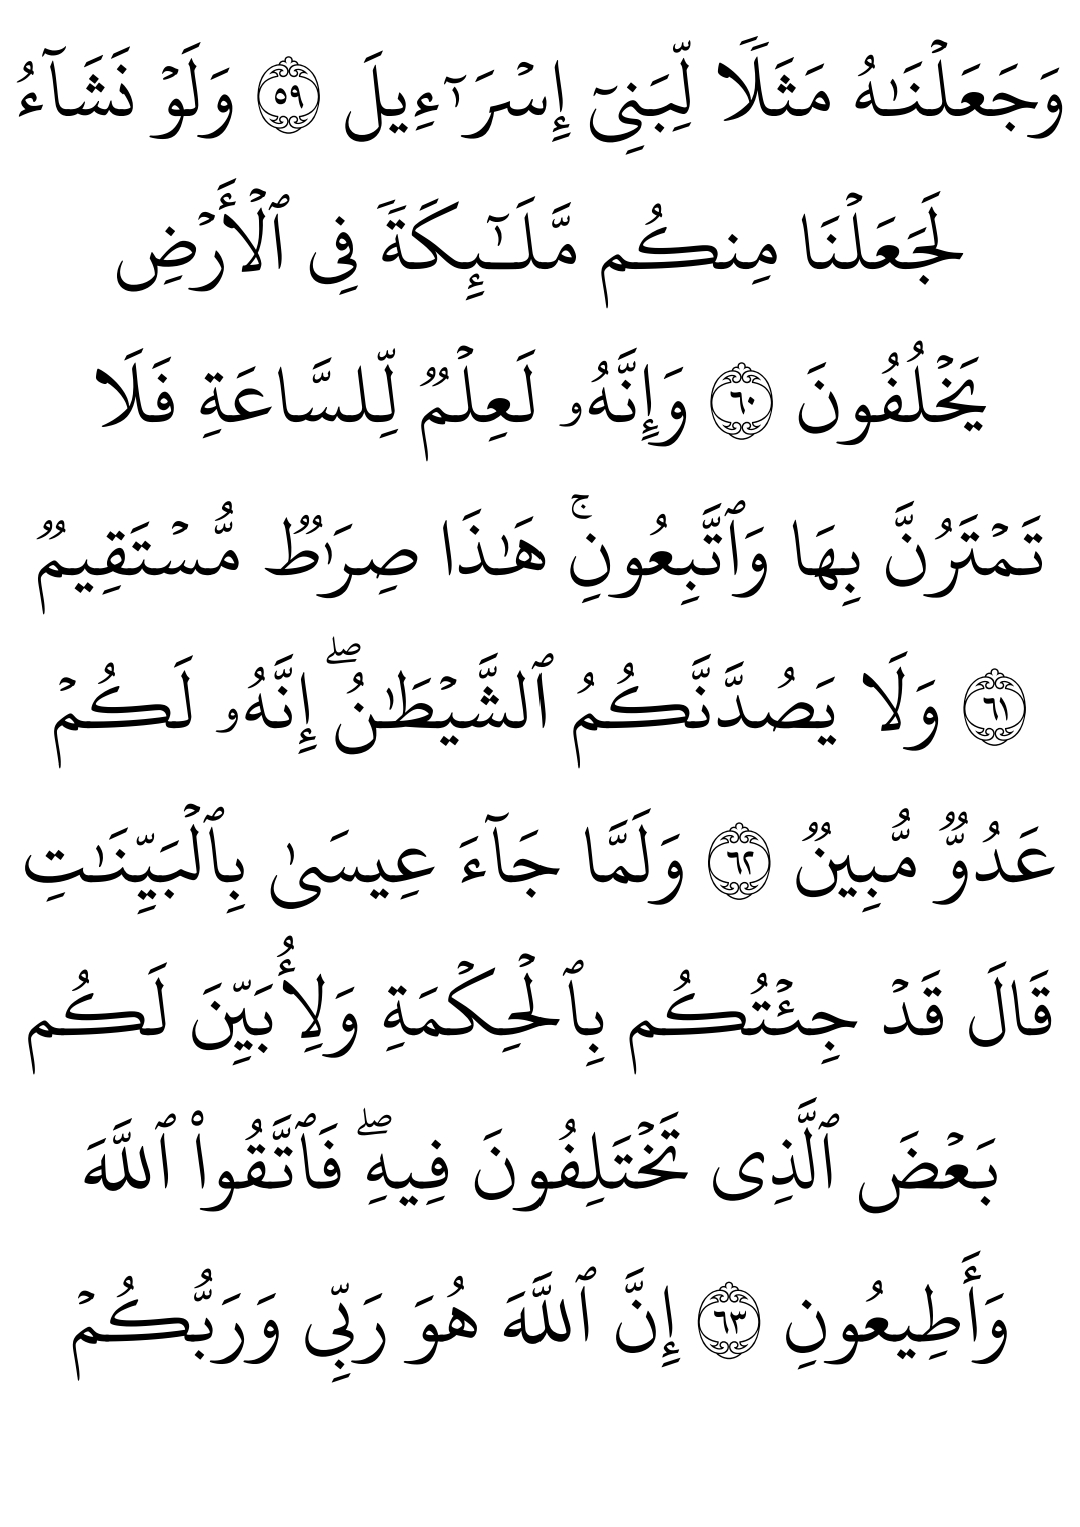 وَجَعَلْنَـٰهُ مَثَلًا لِّبَنِىٓ إِسْرَٰٓءِيلَ ٥٩ وَلَوْ نَشَآءُ
لَجَعَلْنَا مِنكُم مَّلَـٰٓئِكَةً فِى ٱلْأَرْضِ
يَخْلُفُونَ ٦٠ وَإِنَّهُۥ لَعِلْمٌ لِّلسَّاعَةِ فَلَا
تَمْتَرُنَّ بِهَا وَٱتَّبِعُونِ ۚ هَـٰذَا صِرَٰطٌ مُّسْتَقِيمٌ
٦١ وَلَا يَصُدَّنَّكُمُ ٱلشَّيْطَـٰنُ ۖ إِنَّهُۥ لَكُمْ
عَدُوٌّ مُّبِينٌ ٦٢ وَلَمَّا جَآءَ عِيسَىٰ بِٱلْبَيِّنَـٰتِ
قَالَ قَدْ جِئْتُكُم بِٱلْحِكْمَةِ وَلِأُبَيِّنَ لَكُم
بَعْضَ ٱلَّذِى تَخْتَلِفُونَ فِيهِ ۖ فَٱتَّقُوا۟ ٱللَّهَ
وَأَطِيعُونِ ٦٣ إِنَّ ٱللَّهَ هُوَ رَبِّى وَرَبُّكُمْ